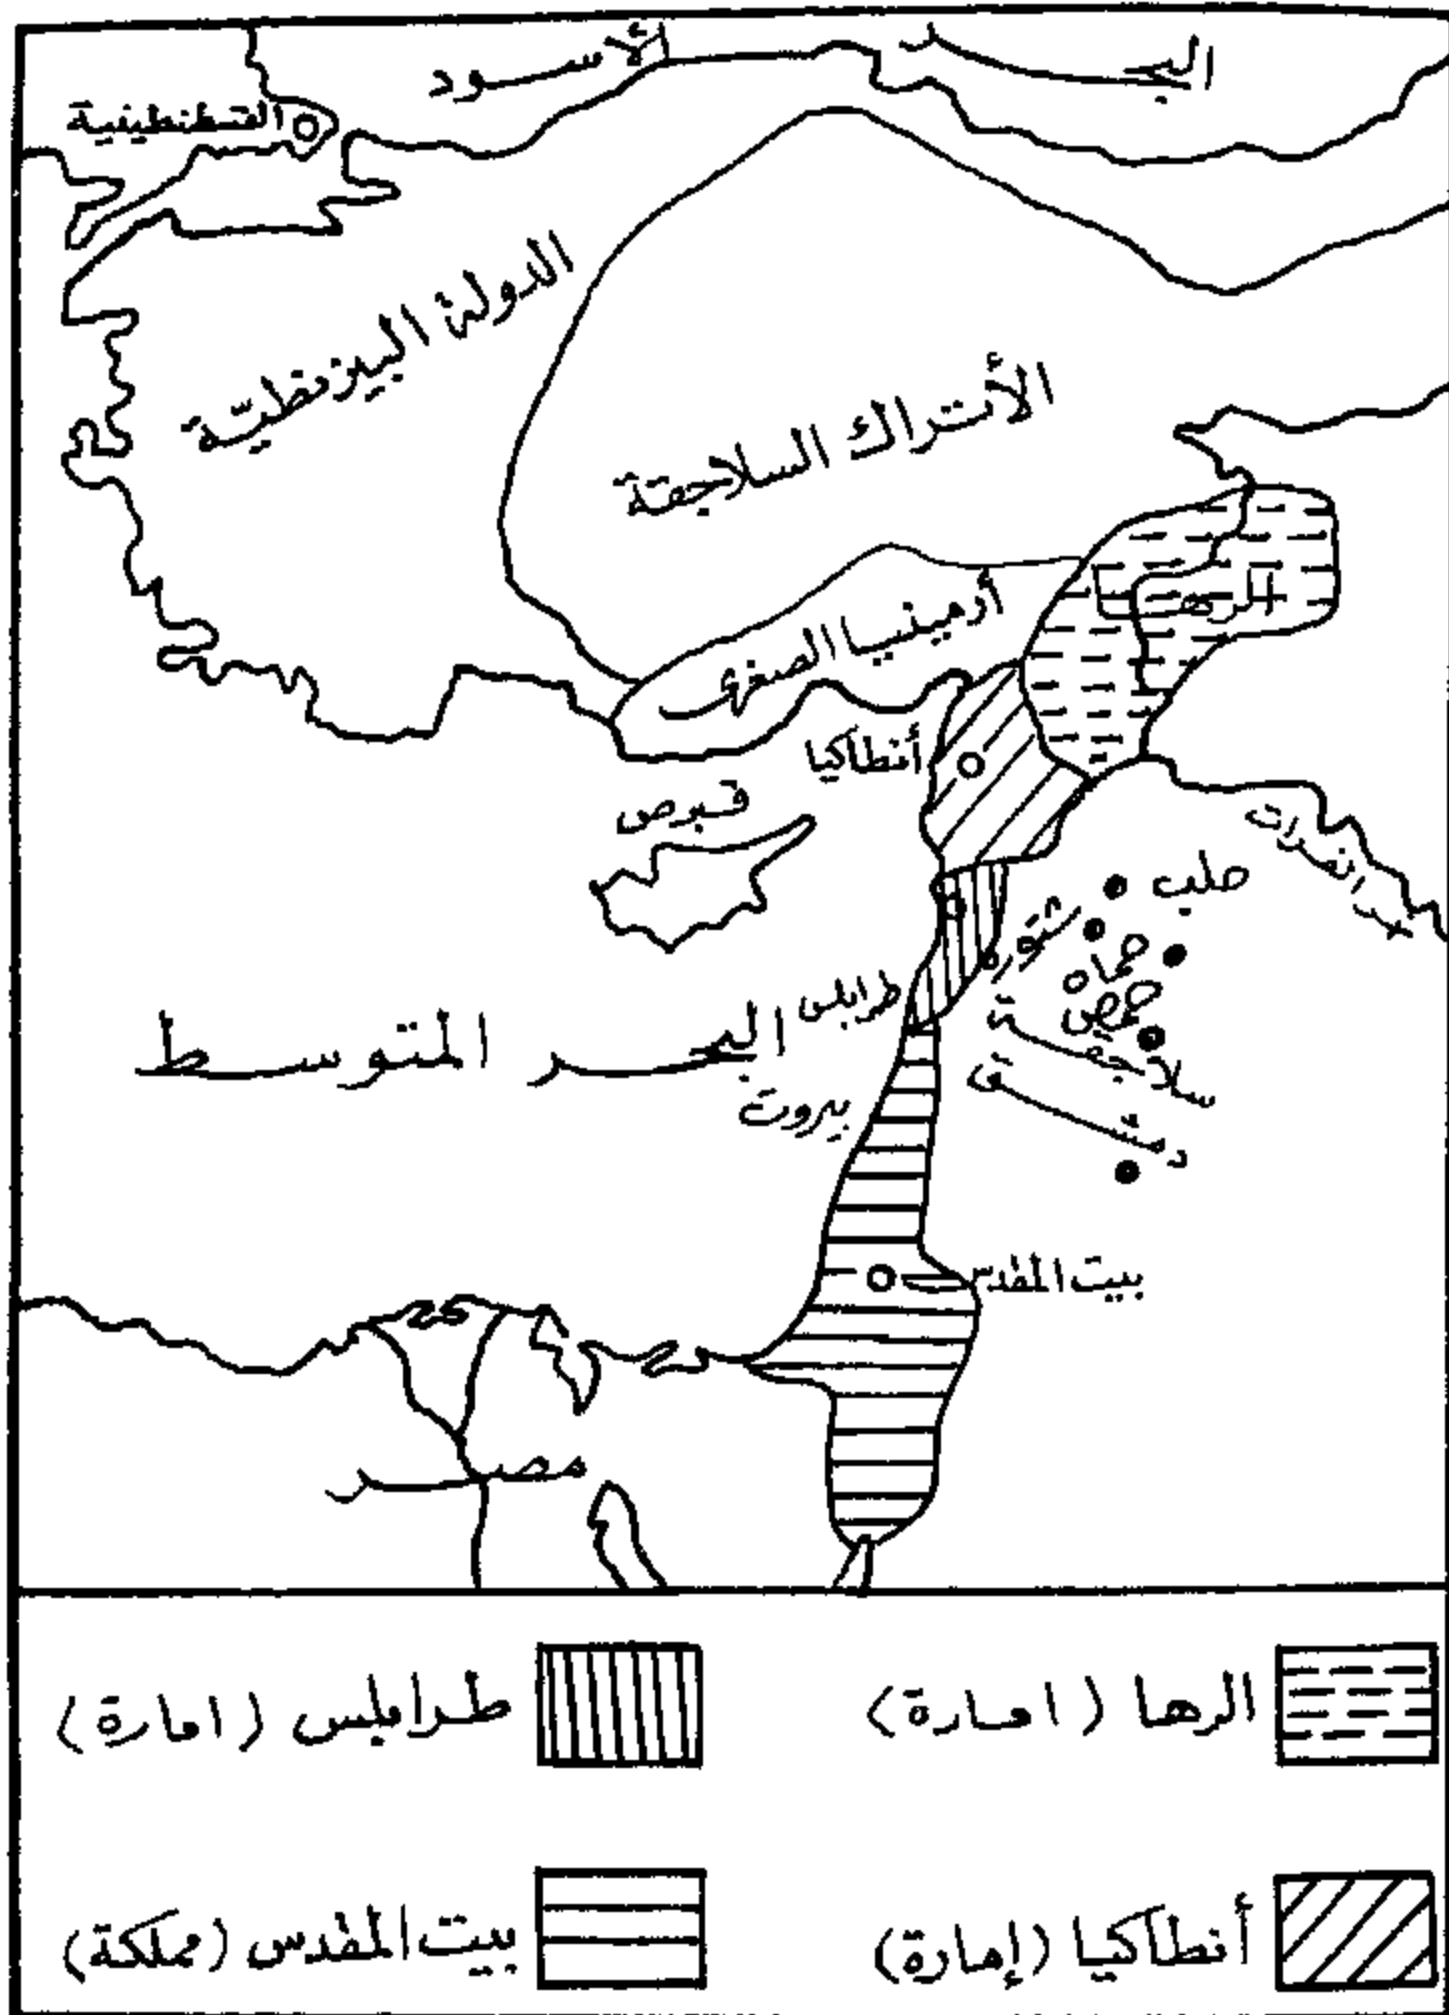 البحر الأسود
القسطنطينية
الدولة البيزنطيّة
الأتراك السلاجقة
أرمينيا الصغرى
الرها
أنطاكيا
قبرص
نهر الفرات
حلب
شيزر
حماه
حمص
طرابلس
سلاجقة
دمشق
البحر المتوسط
بيروت
بيت المقدس
مصر
الرها (امارة)
طرابلس (امارة)
أنطاكيا (إمارة)
بيت المقدس (مملكة)